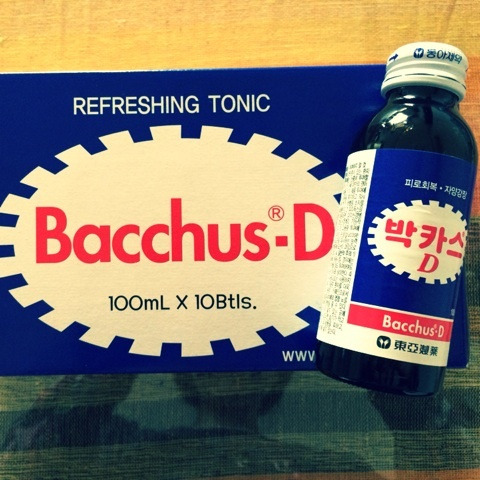 REFRESHING TONIC
Bacchus®-D
100mL X 10Btls.
www
동아제약
피로회복·자양강장
박카스
D
Bacchus®-D
東亞製藥